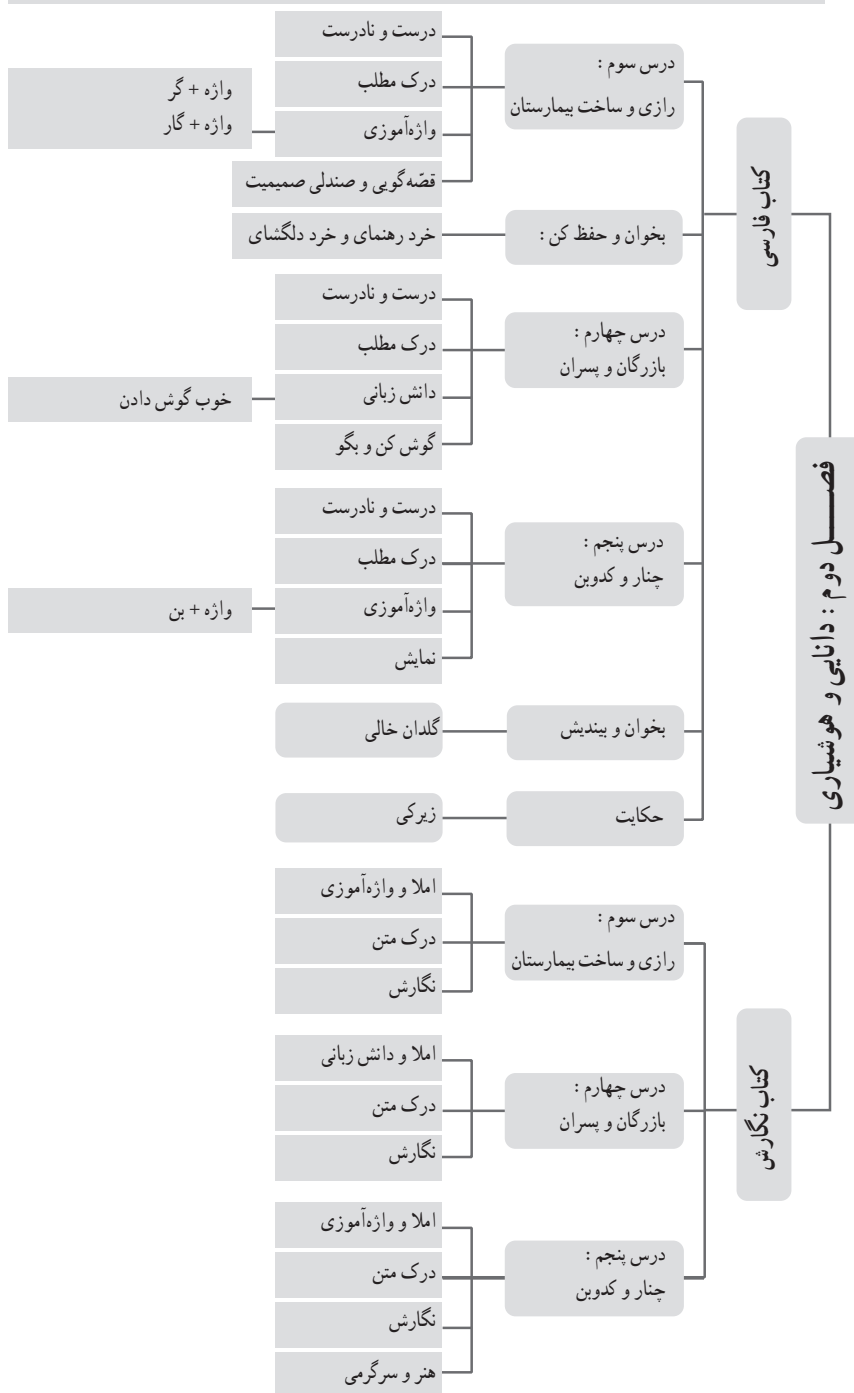 فصل دوم : دانایی و هوشیاری
کتاب فارسی
درس سوم :
رازی و ساخت بیمارستان
درست و نادرست
درک مطلب
واژه‌آموزی
واژه + گر
واژه + گار
قصّه‌گویی و صندلی صمیمیت
بخوان و حفظ کن :
خرد رهنمای و خرد دلگشای
درس چهارم :
بازرگان و پسران
درست و نادرست
درک مطلب
دانش زبانی
خوب گوش دادن
گوش کن و بگو
درس پنجم :
چنار و کدوبن
درست و نادرست
درک مطلب
واژه‌آموزی
واژه + بن
نمایش
بخوان و بیندیش
گلدان خالی
حکایت
زیرکی
کتاب نگارش
درس سوم :
رازی و ساخت بیمارستان
املا و واژه‌آموزی
درک متن
نگارش
درس چهارم :
بازرگان و پسران
املا و دانش زبانی
درک متن
نگارش
درس پنجم :
چنار و کدوبن
املا و واژه‌آموزی
درک متن
نگارش
هنر و سرگرمی